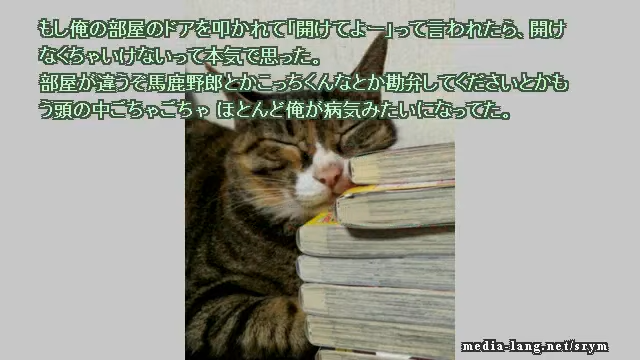 もし俺の部屋のドアを叩かれて「開けてよー」って言われたら、開け
なくちゃいけないって本気で思った。
部屋が違うぞ馬鹿野郎とかこっちくんなとか勘弁してくださいとかも
う頭の中ごちゃごちゃ ほとんど俺が病気みたいになってた。
media-lang.net/srym